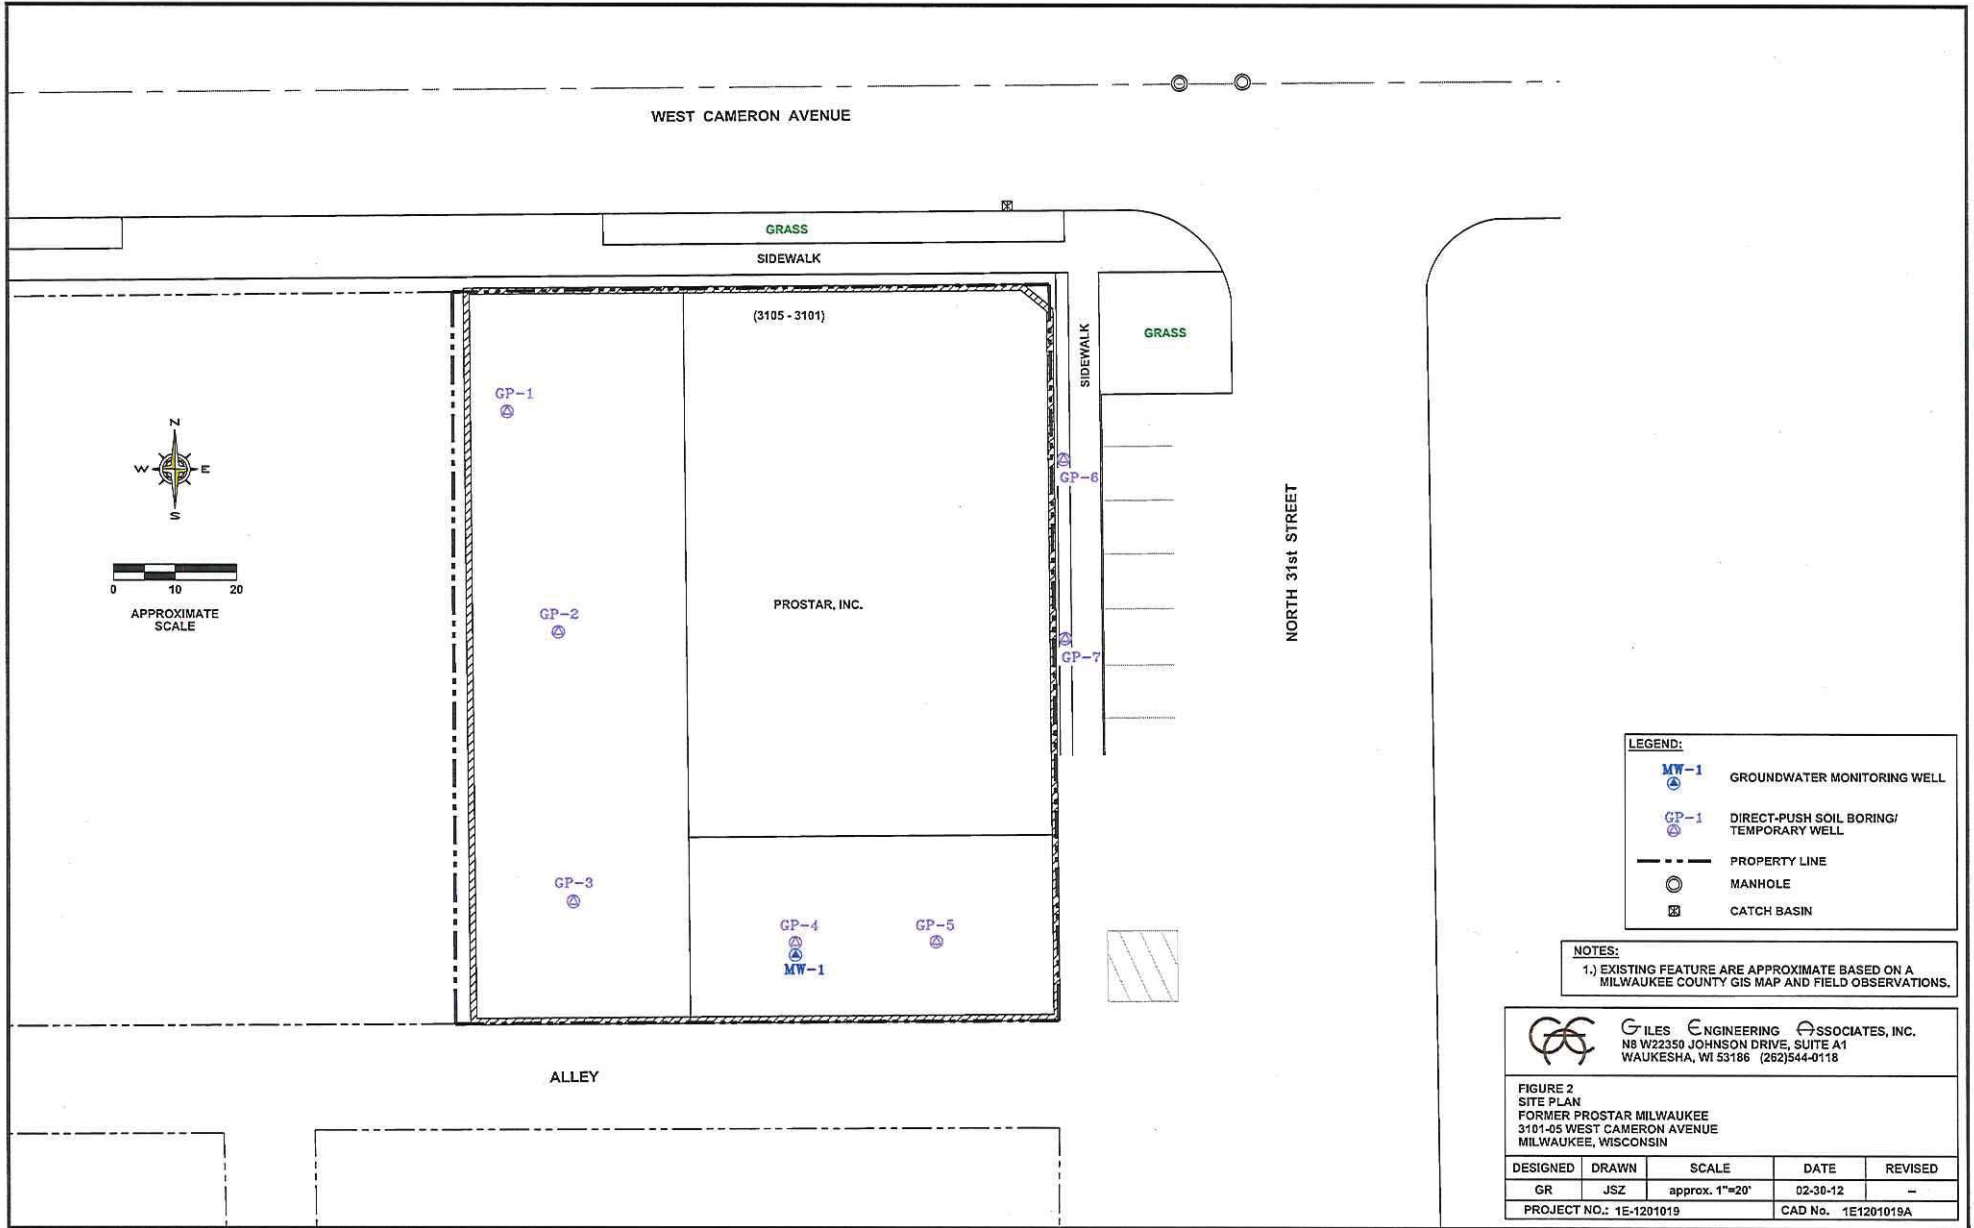 WEST CAMERON AVENUE
GRASS
SIDEWALK
(3105 - 3101)
SIDEWALK
GRASS
GP-1
N
W E
S
GP-6
0 10 20
APPROXIMATE
SCALE
GP-2
PROSTAR, INC.
NORTH 31st STREET
GP-7
GP-3
GP-4
MW-1
GP-5
ALLEY
LEGEND:
MW-1
GROUNDWATER MONITORING WELL
GP-1
DIRECT-PUSH SOIL BORING/
TEMPORARY WELL
PROPERTY LINE
MANHOLE
CATCH BASIN
NOTES:
1.) EXISTING FEATURE ARE APPROXIMATE BASED ON A
MILWAUKEE COUNTY GIS MAP AND FIELD OBSERVATIONS.
GILES ENGINEERING ASSOCIATES, INC.
N8 W22350 JOHNSON DRIVE, SUITE A1
WAUKESHA, WI 53186 (262)544-0118
FIGURE 2
SITE PLAN
FORMER PROSTAR MILWAUKEE
3101-05 WEST CAMERON AVENUE
MILWAUKEE, WISCONSIN
DESIGNED DRAWN SCALE DATE REVISED
GR JSZ approx. 1"=20' 02-30-12 --
PROJECT NO.: 1E-1201019 CAD No. 1E1201019A